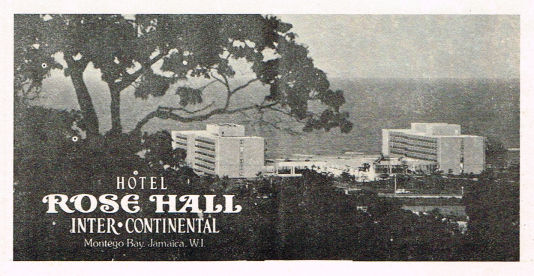 HOTEL
ROSE HALL
INTER•CONTINENTAL
Montego Bay, Jamaica, W.I.